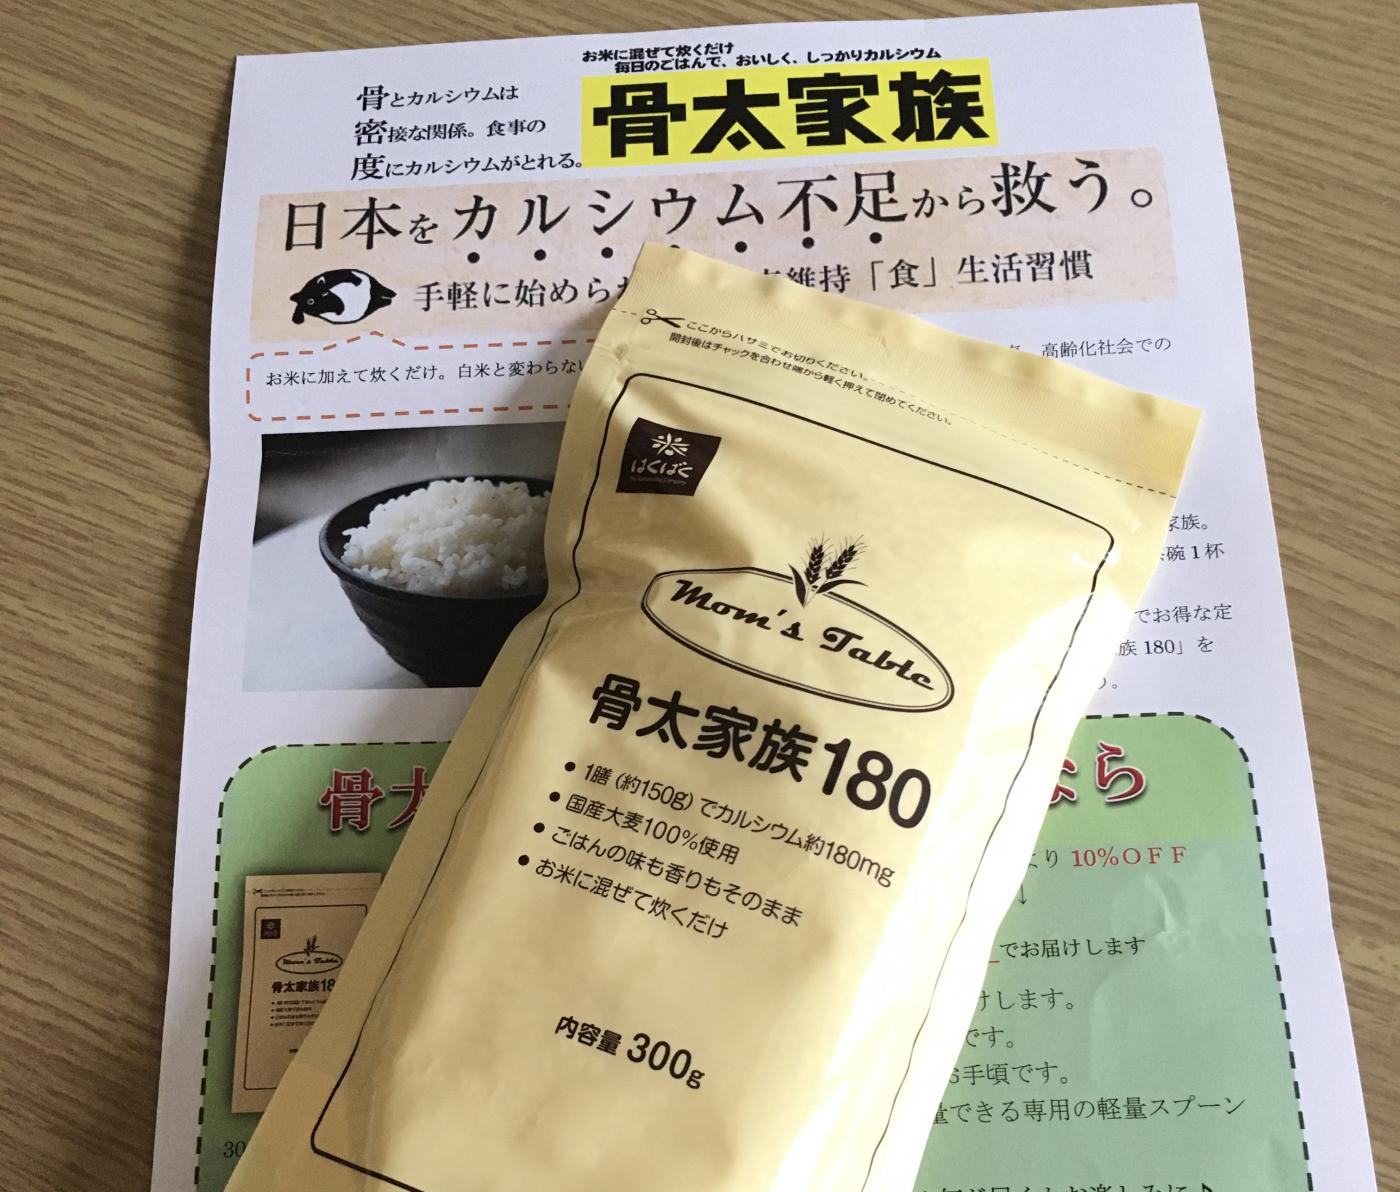 お米に混ぜて炊くだけ
毎日のごはんで、おいしく、しっかりカルシウム
骨太家族
骨とカルシウムは
密接な関係。食事の
度にカルシウムがとれる。
日本をカルシウム不足から救う。
手軽に始めら
維持「食」生活習慣
お米に加えて炊くだけ。白米と変わらない
高齢化社会での
家族。
碗1杯
でお得な定
族 180」を
ここからハサミでお切りください。
開封後はチャックを合わせ端から軽く押えて閉めてください。
はくばく
Mom's Table
骨太家族180
● 1膳(約150g)でカルシウム約180mg
● 国産大麦100%使用
● ごはんの味も香りもそのまま
● お米に混ぜて炊くだけ
内容量 300g
骨太
なら
より 10%OFF
↓
でお届けします
けします。
です。
お手頃です。
量できる専用の軽量スプーン
Mom's Table
骨太家族18
30